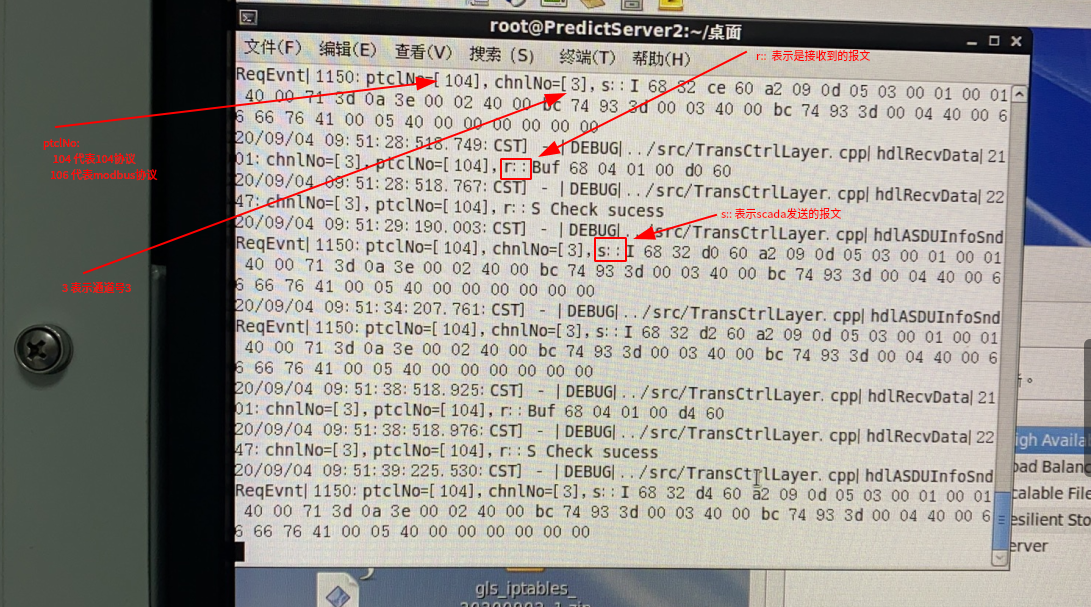 root@PredictServer2:~/桌面
文件(F) 编辑(E) 查看(V) 搜索 (S) 终端(T) 帮助(H)
r:: 表示是接收到的报文
ReqEvnt|1150: ptclNo=[104], chnlNo=[3], s::I 68 32 ce 60 a2 09 0d 05 03 00 01 00 01
40 00 71 3d 0a 3e 00 02 40 00 bc 74 93 3d 00 03 40 00 bc 74 93 3d 00 04 40 00 6
6 66 76 41 00 05 40 00 00 00 00 00 00
ptclNo:
104 代表104协议
108 代表modbus协议
20/09/04 09:51:28:518.749:CST] - |DEBUG|../src/TransCtrlLayer.cpp|hdlRecvData|21
01: chnlNo=[3], ptclNo=[104], r::Buf 68 04 01 00 d0 60
20/09/04 09:51:28:518.767:CST] - |DEBUG|../src/TransCtrlLayer.cpp|hdlRecvData|22
47: chnlNo=[3], ptclNo=[104], r::S Check sucess
s:: 表示scada发送的报文
20/09/04 09:51:29:190.003:CST] - |DEBUG|../src/TransCtrlLayer.cpp|hdlASDUInfoSnd
ReqEvnt|1150: ptclNo=[104], chnlNo=[3], s::I 68 32 d0 60 a2 09 0d 05 03 00 01 00 01
40 00 71 3d 0a 3e 00 02 40 00 bc 74 93 3d 00 03 40 00 bc 74 93 3d 00 04 40 00 6
6 66 76 41 00 05 40 00 00 00 00 00 00
3 表示通道号3
20/09/04 09:51:34:207.761:CST] - |DEBUG|../src/TransCtrlLayer.cpp|hdlASDUInfoSnd
ReqEvnt|1150: ptclNo=[104], chnlNo=[3], s::I 68 32 d2 60 a2 09 0d 05 03 00 01 00 01
40 00 71 3d 0a 3e 00 02 40 00 bc 74 93 3d 00 03 40 00 bc 74 93 3d 00 04 40 00 6
6 66 76 41 00 05 40 00 00 00 00 00 00
20/09/04 09:51:38:518.925:CST] - |DEBUG|../src/TransCtrlLayer.cpp|hdlRecvData|21
01: chnlNo=[3], ptclNo=[104], r::Buf 68 04 01 00 d4 60
20/09/04 09:51:38:518.976:CST] - |DEBUG|../src/TransCtrlLayer.cpp|hdlRecvData|22
47: chnlNo=[3], ptclNo=[104], r::S Check sucess
20/09/04 09:51:39:225.530:CST] - |DEBUG|../src/TransCtrlLayer.cpp|hdlASDUInfoSnd
ReqEvnt|1150: ptclNo=[104], chnlNo=[3], s::I 68 32 d4 60 a2 09 0d 05 03 00 01 00 01
40 00 71 3d 0a 3e 00 02 40 00 bc 74 93 3d 00 03 40 00 bc 74 93 3d 00 04 40 00 6
6 66 76 41 00 05 40 00 00 00 00 00 00
igh Availa
oad Balanc
calable File
esilient Sto
erver
gls_iptables_